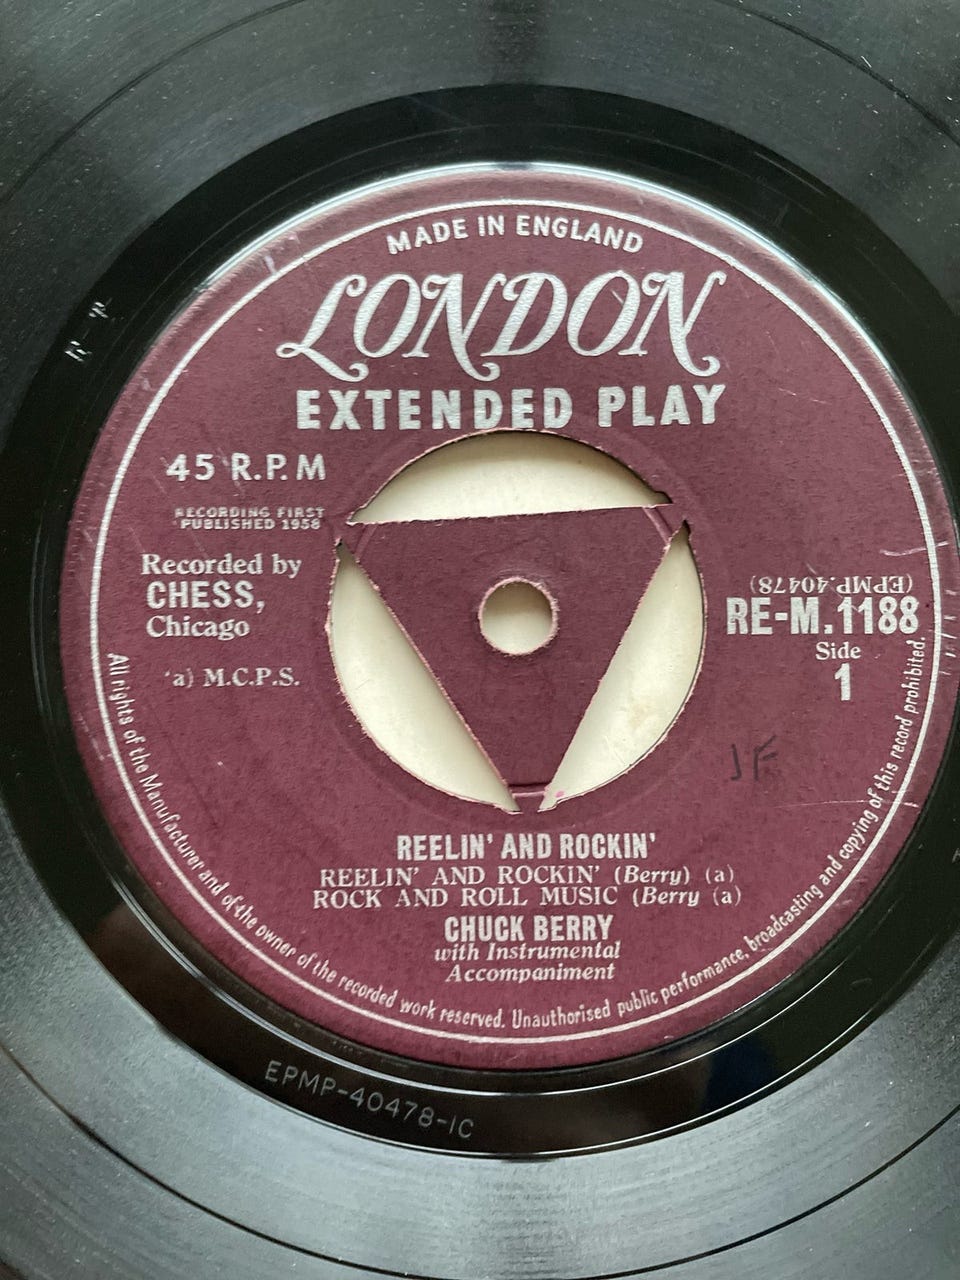 MADE IN ENGLAND
LONDON
EXTENDED PLAY
45 R.P.M
RECORDING FIRST
PUBLISHED 1958
Recorded by
CHESS,
Chicago
(EPMP.40478)
RE-M.1188
Side
1
'a) M.C.P.S.
JF
REELIN' AND ROCKIN'
REELIN' AND ROCKIN' (Berry) (a)
ROCK AND ROLL MUSIC (Berry (a)
CHUCK BERRY
with Instrumental
Accompaniment
All rights of the Manufacturer and of the owner of the recorded work reserved. Unauthorised public performance, broadcasting and copying of this record prohibited.
EPMP-40478-1C